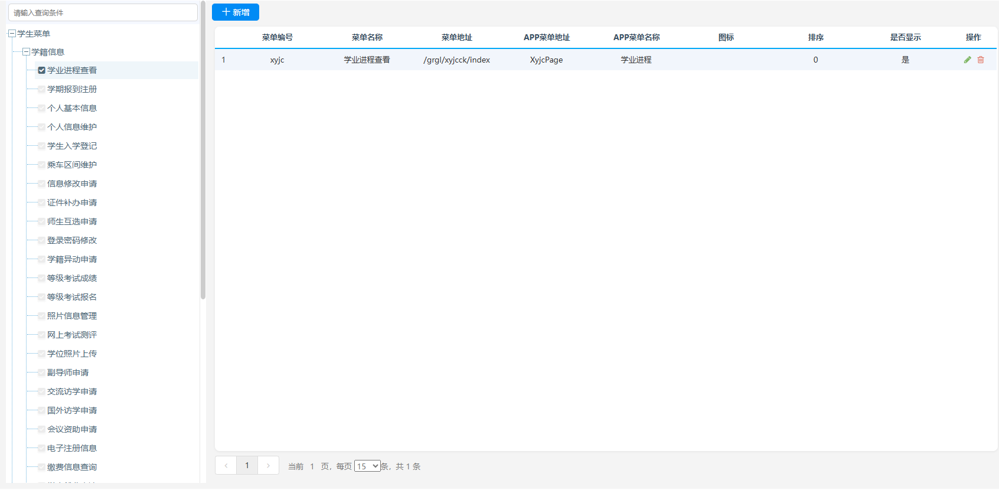 请输入查询条件
学生菜单
学籍信息
学业进程查看
学期报到注册
个人基本信息
个人信息维护
学生入学登记
乘车区间维护
信息修改申请
证件补办申请
师生互选申请
登录密码修改
学籍异动申请
等级考试成绩
等级考试报名
照片信息管理
网上考试测评
学位照片上传
副导师申请
交流访学申请
国外访学申请
会议资助申请
电子注册信息
缴费信息查询
新增
菜单编号 菜单名称 菜单地址 APP菜单地址 APP菜单名称 图标 排序 是否显示 操作
1 xyjc 学业进程查看 /grgl/xyjcck/index XyjcPage 学业进程 0 是
1 当前 1 页，每页 15 条，共 1 条